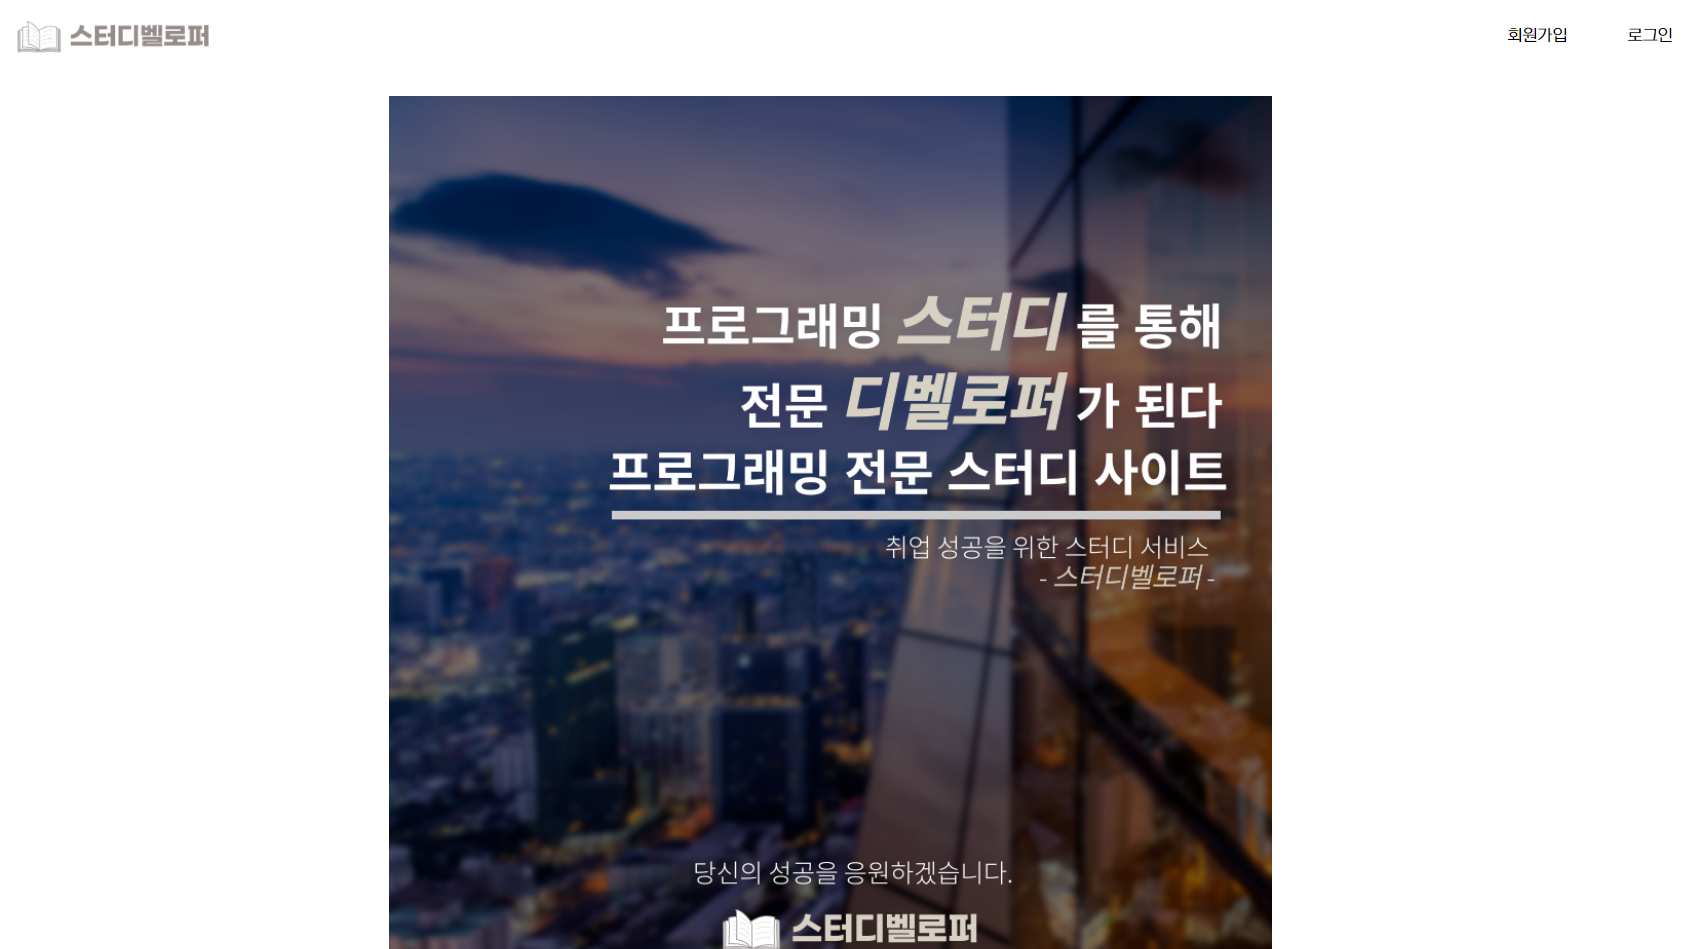 스터디벨로퍼
회원가입
로그인
프로그래밍 스터디 를 통해
전문 디벨로퍼 가 된다
프로그래밍 전문 스터디 사이트
취업 성공을 위한 스터디 서비스
- 스터디벨로퍼 -
당신의 성공을 응원하겠습니다.
스터디벨로퍼